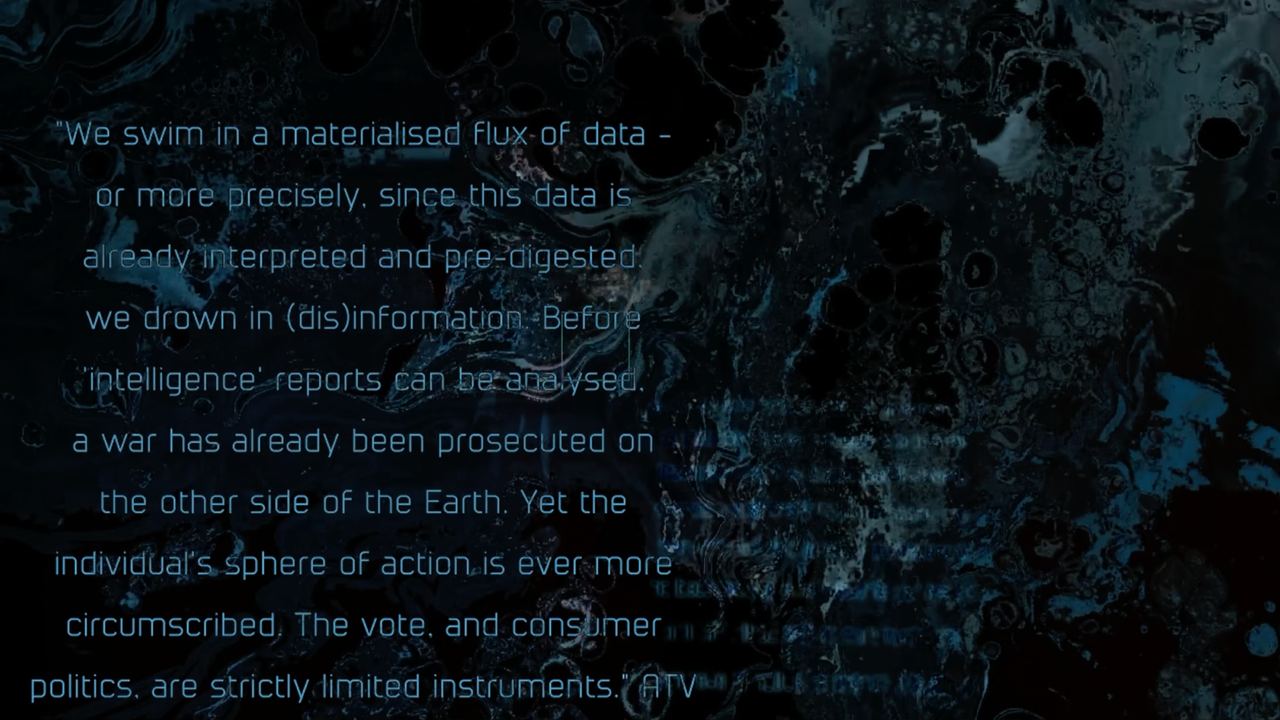 "We swim in a materialised flux of data -
or more precisely, since this data is
already interpreted and pre-digested,
we drown in (dis)information. Before
'intelligence' reports can be analysed,
a war has already been prosecuted on
the other side of the Earth. Yet the
individual's sphere of action is ever more
circumscribed. The vote, and consumer
politics, are strictly limited instruments." ATV